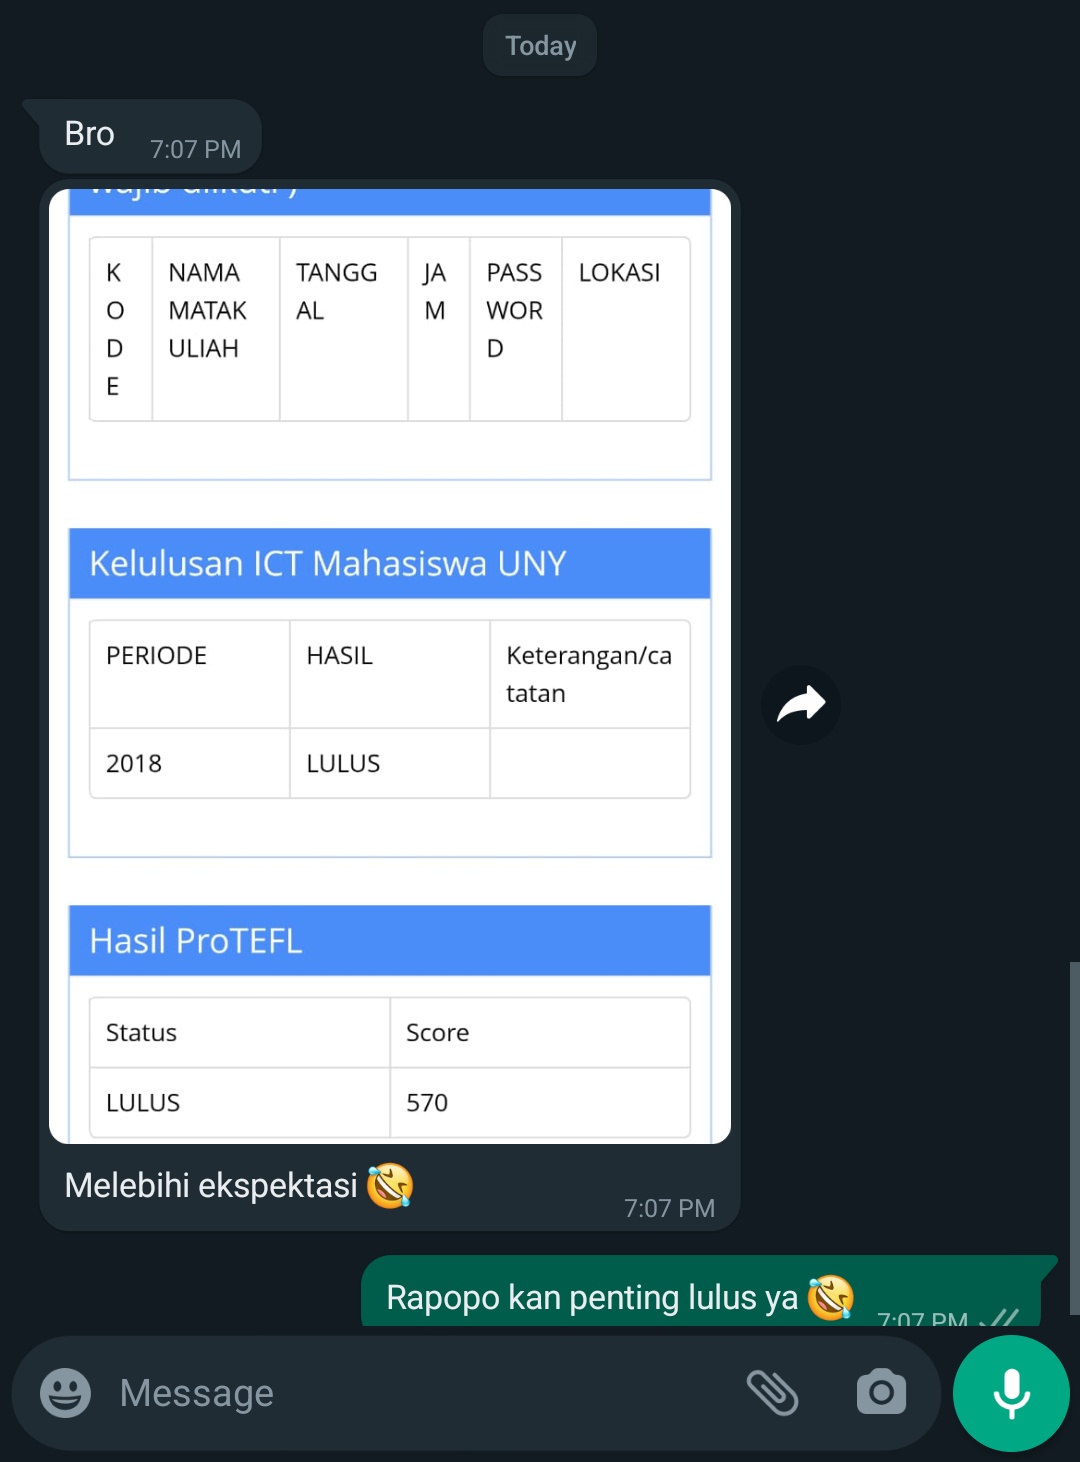 Today
Bro 7:07 PM
KODE NAMA MATAKULIAH TANGGAL JAM PASSWORD LOKASI
Kelulusan ICT Mahasiswa UNY
PERIODE HASIL Keterangan/catatan
2018 LULUS
Hasil ProTEFL
Status Score
LULUS 570
Melebihi ekspektasi 🤣
7:07 PM
Rapopo kan penting lulus ya 🤣 7:07 PM
Message